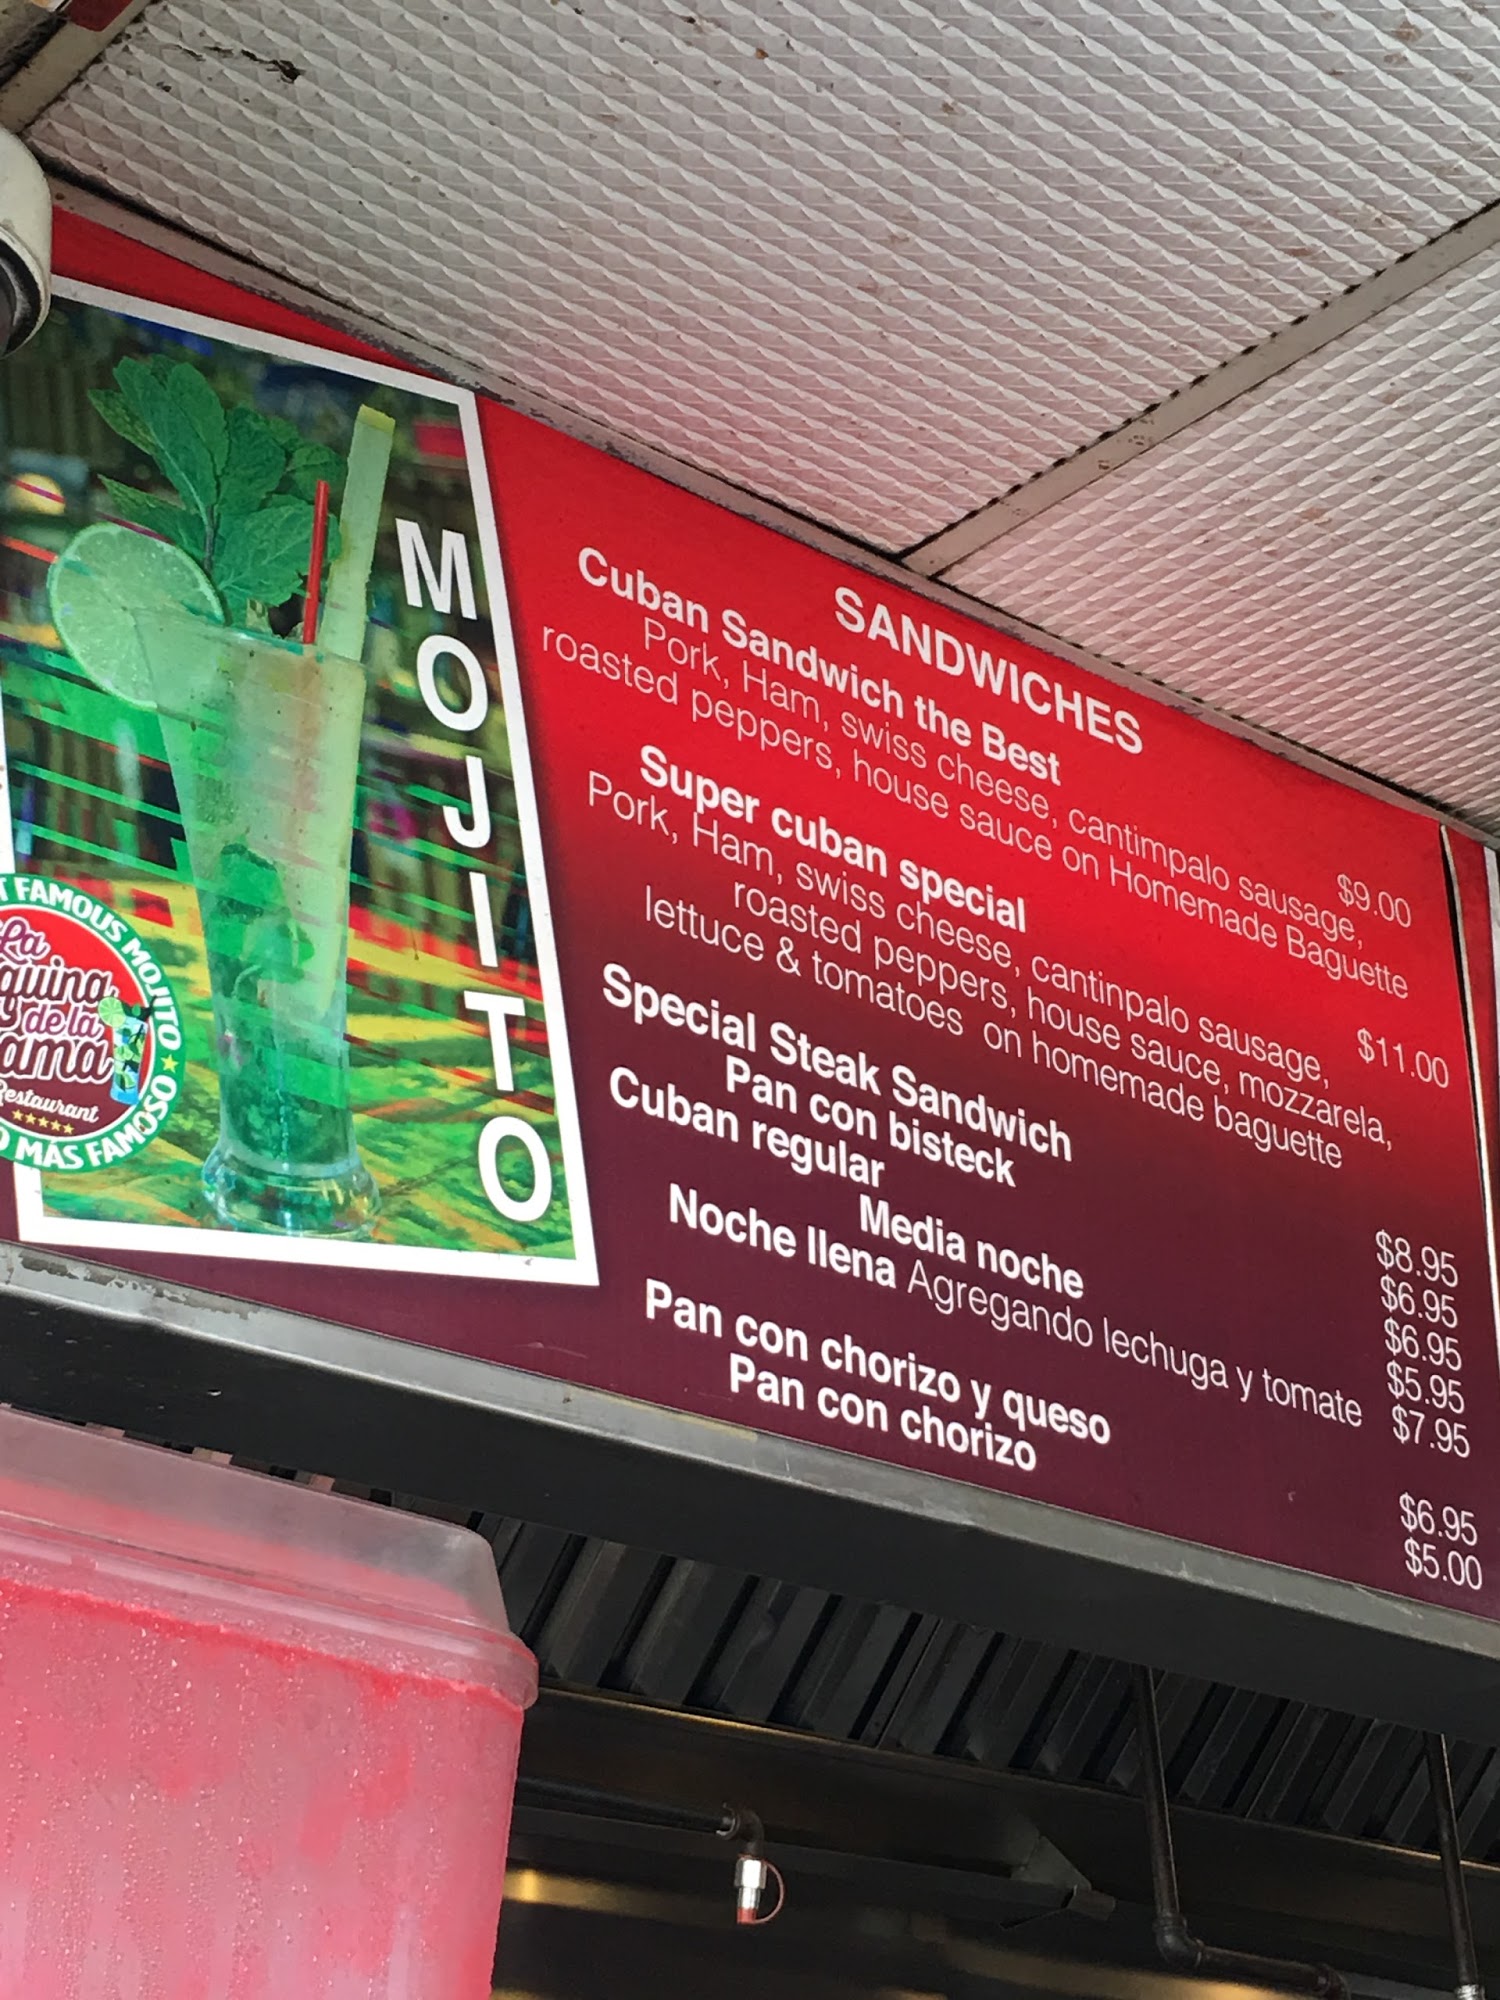 MOJITO
FAMOUS MOJITO
La
de la
Restaurant
MÁS FAMOSO
SANDWICHES
Cuban Sandwich the Best $9.00
Pork, Ham, swiss cheese, cantimpalo sausage,
roasted peppers, house sauce on Homemade Baguette
Super cuban special $11.00
Pork, Ham, swiss cheese, cantinpalo sausage,
roasted peppers, house sauce, mozzarela,
lettuce & tomatoes on homemade baguette
Special Steak Sandwich $8.95
Pan con bisteck $6.95
Cuban regular $6.95
Media noche $5.95
Noche llena Agregando lechuga y tomate $7.95
Pan con chorizo y queso $6.95
Pan con chorizo $5.00